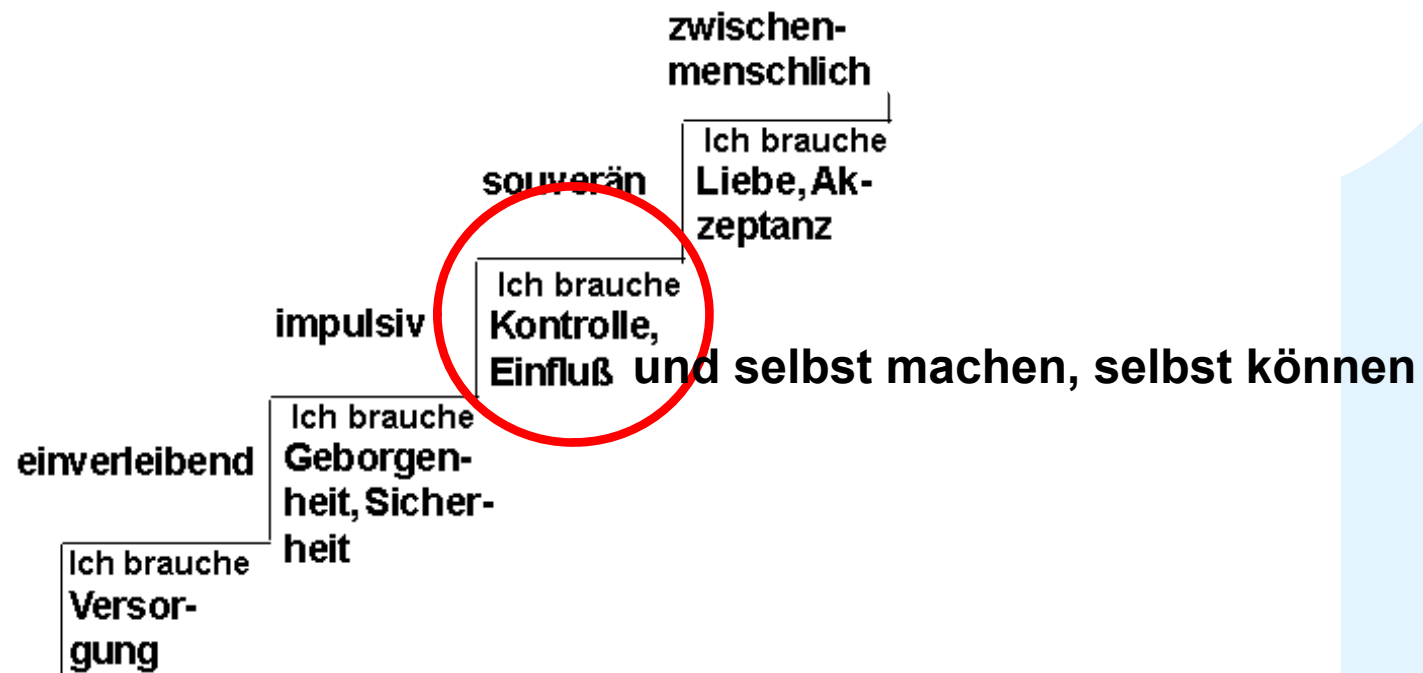 zwischen-
menschlich
Ich brauche
Liebe, Ak-
zeptanz
souverän
Ich brauche
Kontrolle,
Einfluß und selbst machen, selbst können
impulsiv
Ich brauche
Geborgen-
heit, Sicher-
heit
einverleibend
Ich brauche
Versor-
gung